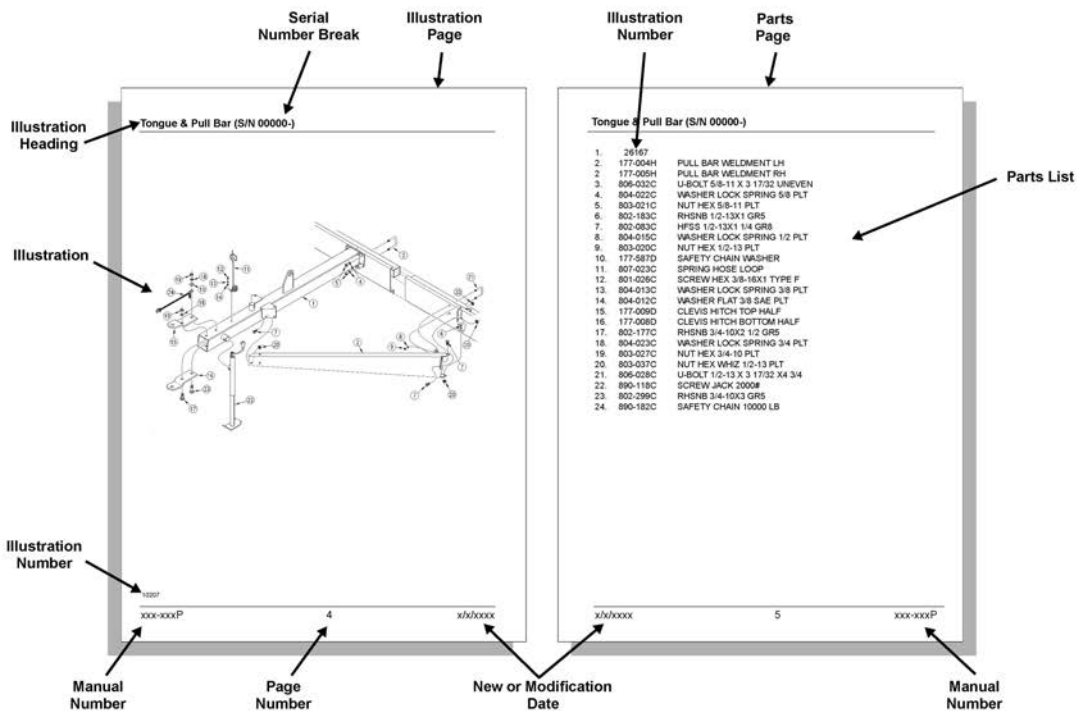 Serial
Number Break
Illustration
Page
Illustration
Number
Parts
Page
Illustration
Heading
Tongue & Pull Bar (S/N 00000-)
Tongue & Pull Bar (S/N 00000-)
1. 26167
2. 177-004H PULL BAR WELDMENT LH
2 177-005H PULL BAR WELDMENT RH
3. 806-032C U-BOLT 5/8-11 X 3 17/32 UNEVEN
4. 804-022C WASHER LOCK SPRING 5/8 PLT
5. 803-021C NUT HEX 5/8-11 PLT
6. 802-183C RHSNB 1/2-13X1 GR5
7. 802-083C HFSS 1/2-13X1 1/4 GR8
8. 804-015C WASHER LOCK SPRING 1/2 PLT
9. 803-020C NUT HEX 1/2-13 PLT
10. 177-587D SAFETY CHAIN WASHER
11. 807-023C SPRING HOSE LOOP
12. 801-026C SCREW HEX 3/8-16X1 TYPE F
13. 804-013C WASHER LOCK SPRING 3/8 PLT
14. 804-012C WASHER FLAT 3/8 SAE PLT
15. 177-009D CLEVIS HITCH TOP HALF
16. 177-008D CLEVIS HITCH BOTTOM HALF
17. 802-177C RHSNB 3/4-10X2 1/2 GR5
18. 804-023C WASHER LOCK SPRING 3/4 PLT
19. 803-027C NUT HEX 3/4-10 PLT
20. 803-037C NUT HEX WHIZ 1/2-13 PLT
21. 806-028C U-BOLT 1/2-13 X 3 17/32 X4 3/4
22. 890-118C SCREW JACK 2000#
23. 802-299C RHSNB 3/4-10X3 GR5
24. 890-182C SAFETY CHAIN 10000 LB
Parts List
Illustration
Illustration
Number
10207
xxx-xxxP 4 x/x/xxxx
x/x/xxxx 5 xxx-xxxP
Manual
Number
Page
Number
New or Modification
Date
Manual
Number